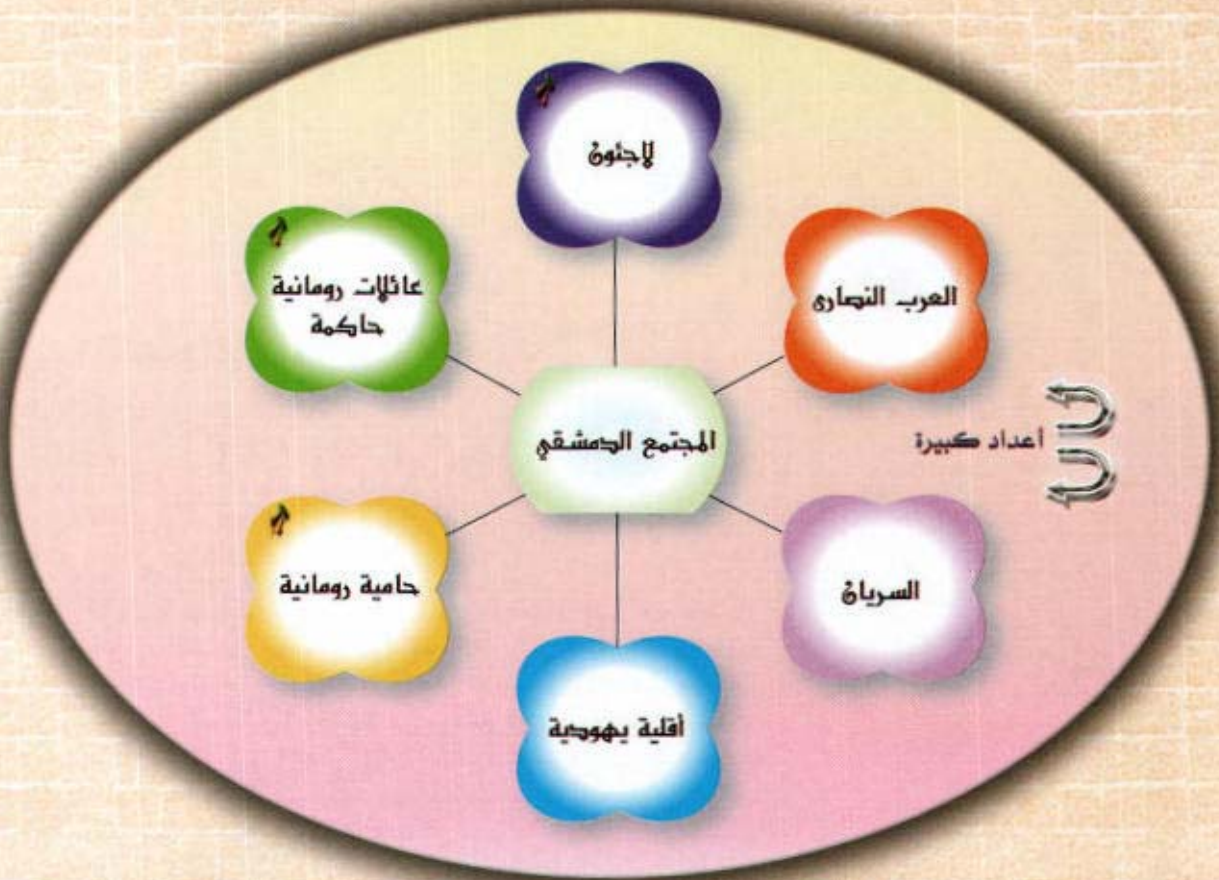 لاجئون
العرب النصارى
عائلات رومانية
حاكمة
المجتمع الدمشقي
أعداد كبيرة
السريان
حامية رومانية
أقلية يهودية